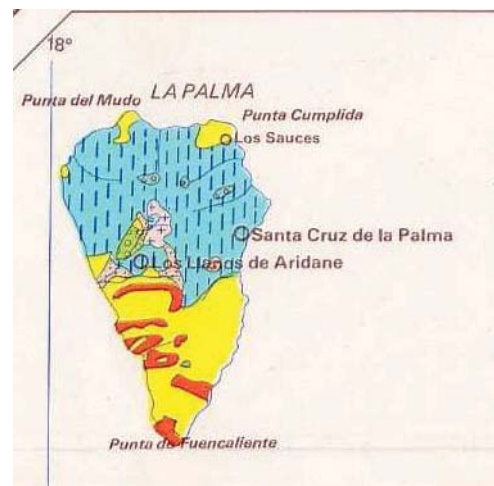 18°
LA PALMA
Punta del Mudo
Punta Cumplida
Los Sauces
Santa Cruz de la Palma
Los Llanos de Aridane
Punta de Fuencaliente